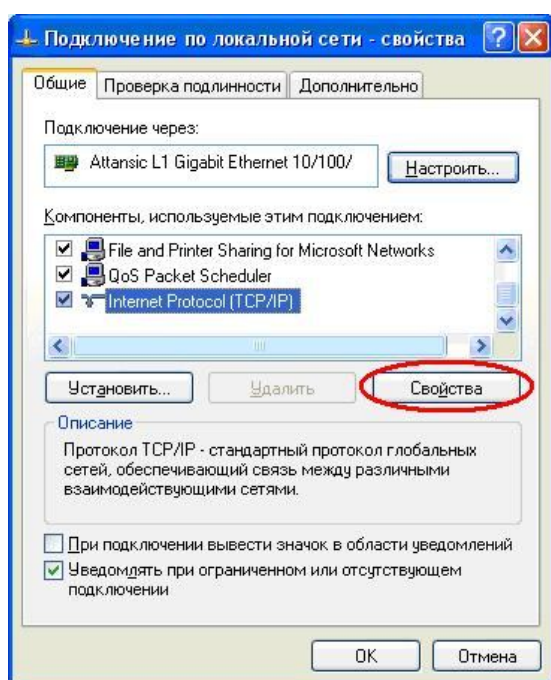 Подключение по локальной сети - свойства
Общие Проверка подлинности Дополнительно
Подключение через:
Attansic L1 Gigabit Ethernet 10/100/ Настроить...
Компоненты, используемые этим подключением:
File and Printer Sharing for Microsoft Networks
QoS Packet Scheduler
Internet Protocol (TCP/IP)
Установить... Удалить Свойства
Описание
Протокол TCP/IP - стандартный протокол глобальных
сетей, обеспечивающий связь между различными
взаимодействующими сетями.
При подключении вывести значок в области уведомлений
Уведомлять при ограниченном или отсутствующем
подключении
OK Отмена